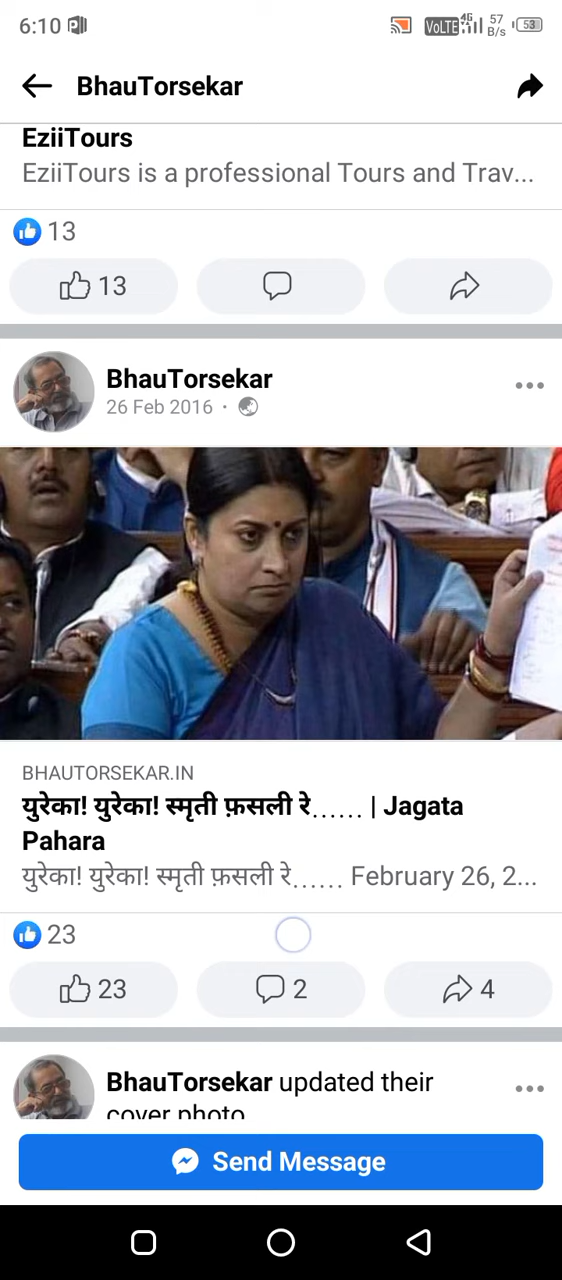 6:10 VoLTE 4G 57 B/s 53
BhauTorsekar
EziiTours
EziiTours is a professional Tours and Trav...
13
13
BhauTorsekar
26 Feb 2016 ·
BHAUTORSEKAR.IN
युरेका! युरेका! स्मृती फ़सली रे…… | Jagata
Pahara
युरेका! युरेका! स्मृती फ़सली रे…… February 26, 2...
23
23 2 4
BhauTorsekar updated their
cover photo
Send Message